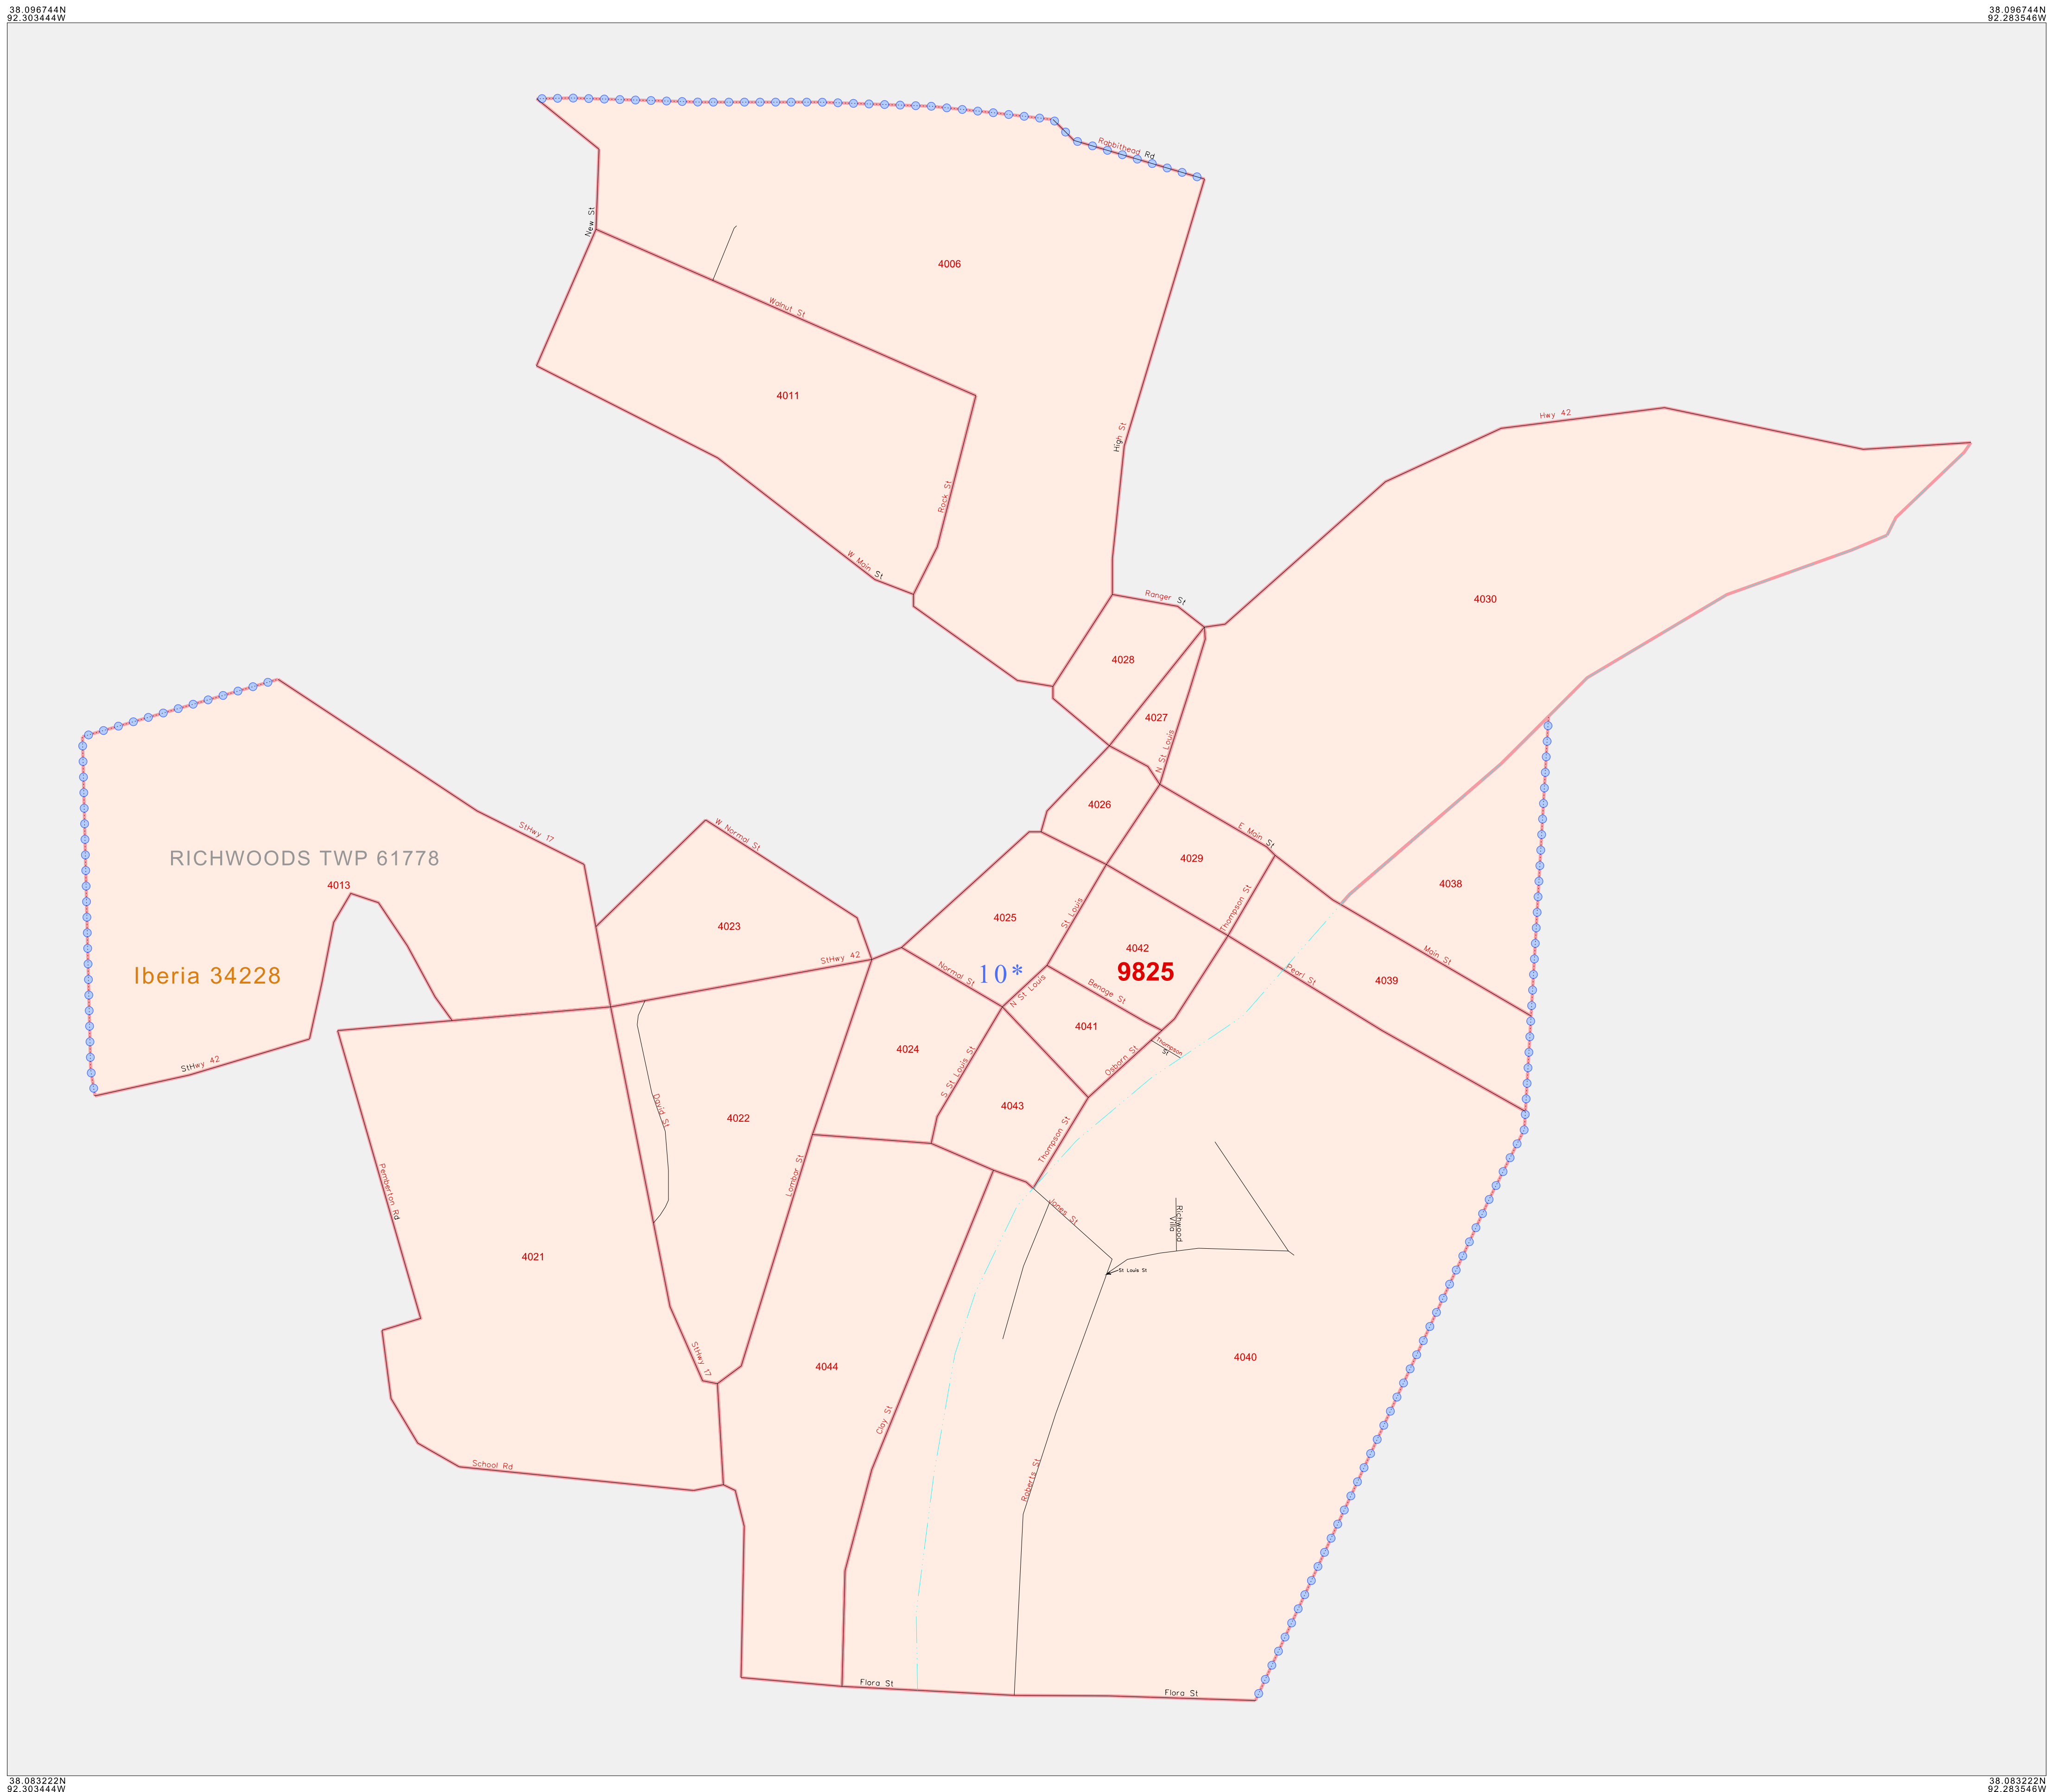 38.096744N
92.303444W
38.096744N
92.283546W
Rabbithead Rd
New St
4006
Walnut St
4011
Hwy 42
High St
Rock St
W Main St
Ranger St
4030
4028
4027
N St Louis
4026
StHwy 17
W Normal St
E Main St
4029
RICHWOODS TWP 61778
4013
4038
4023
4025
St Louis
Thompson St
StHwy 42
4042
9825
Main St
Iberia 34228
10*
Normal St
N St Louis
Benage St
Pearl St
4039
4041
4024
Thompson St
StHwy 42
Osborn St
S St Louis St
David St
4022
4043
Thompson St
Lombar St
Pemberton Rd
Jones St
Richwood
Villa
4021
St Louis St
StHwy 17
4044
4040
Clay St
School Rd
Roberts St
Flora St
Flora St
38.083222N
92.303444W
38.083222N
92.283546W